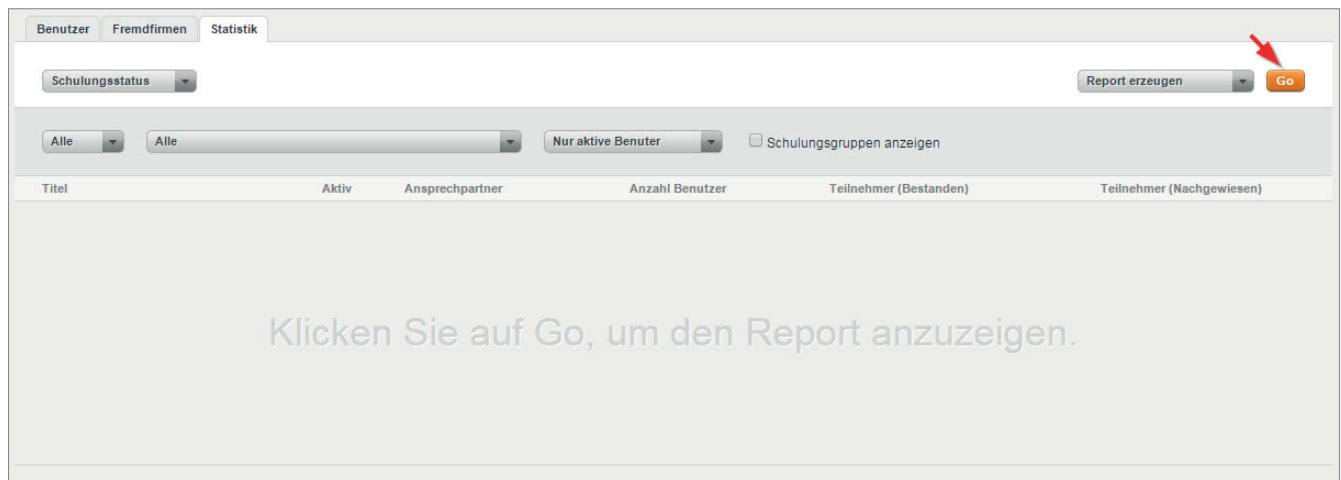 Benutzer Fremdfirmen Statistik
Schulungsstatus Report erzeugen Go
Alle Alle Nur aktive Benuter Schulungsgruppen anzeigen
Titel Aktiv Ansprechpartner Anzahl Benutzer Teilnehmer (Bestanden) Teilnehmer (Nachgewiesen)
Klicken Sie auf Go, um den Report anzuzeigen.